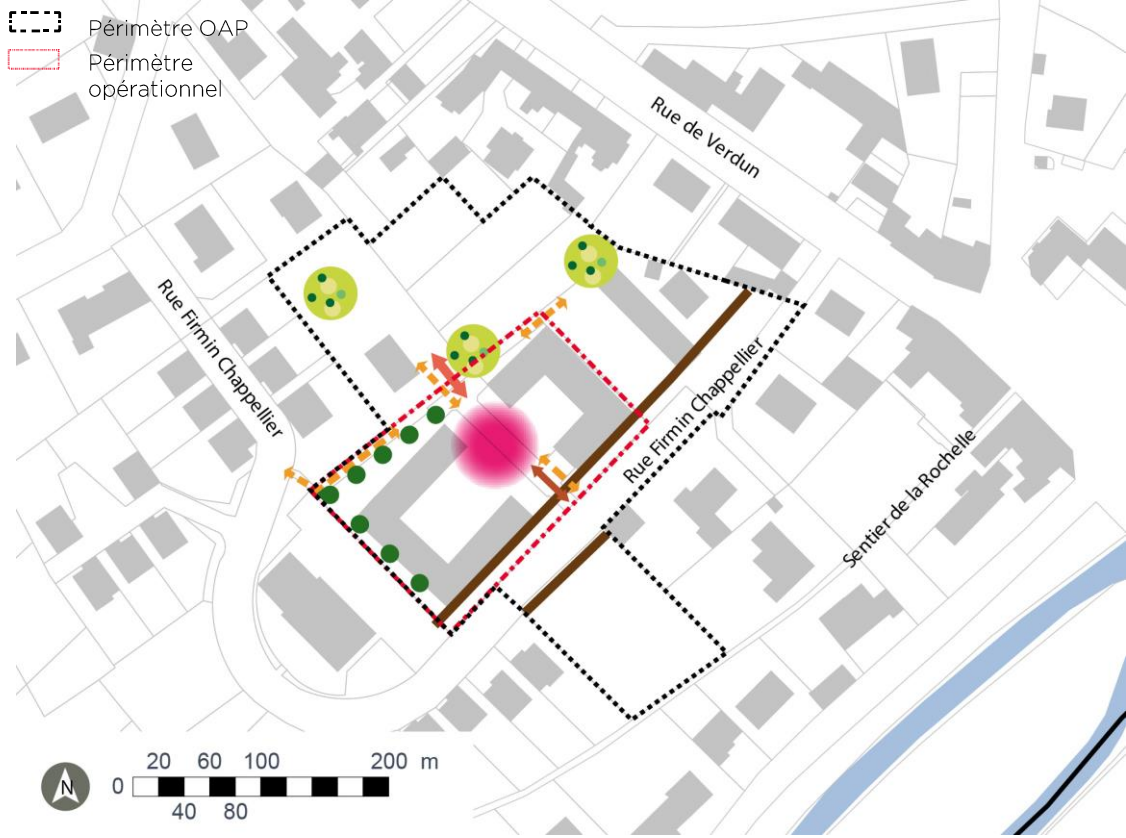 Périmètre OAP
Périmètre
opérationnel
Rue de Verdun
Rue Firmin Chappellier
Rue Firmin Chappellier
Sentier de la Rochelle
20 60 100 200 m
0
40 80
N